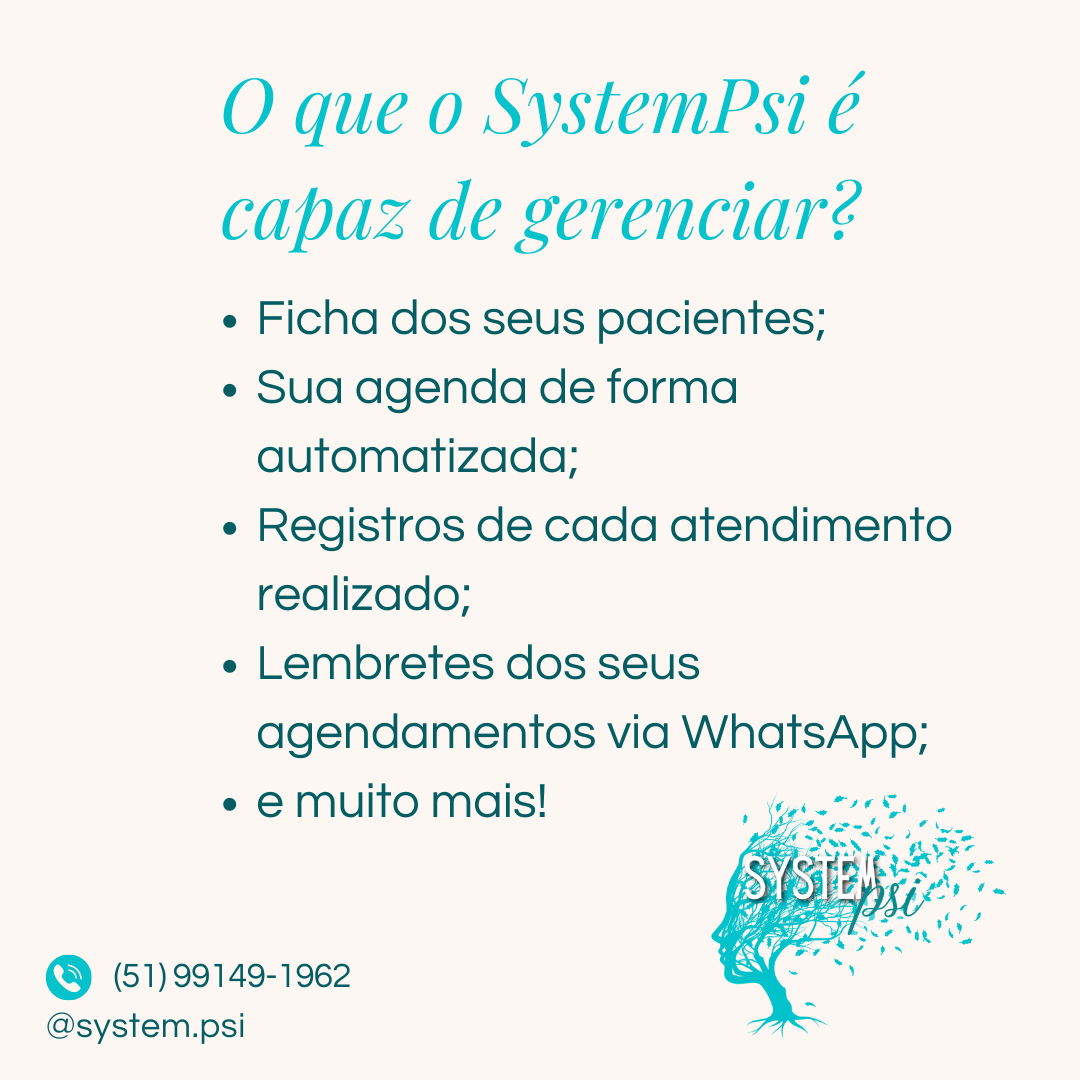 O que o SystemPsi é
capaz de gerenciar?
• Ficha dos seus pacientes;
• Sua agenda de forma
automatizada;
• Registros de cada atendimento
realizado;
• Lembretes dos seus
agendamentos via WhatsApp;
• e muito mais!
SYSTEM
psi
(51) 99149-1962
@system.psi